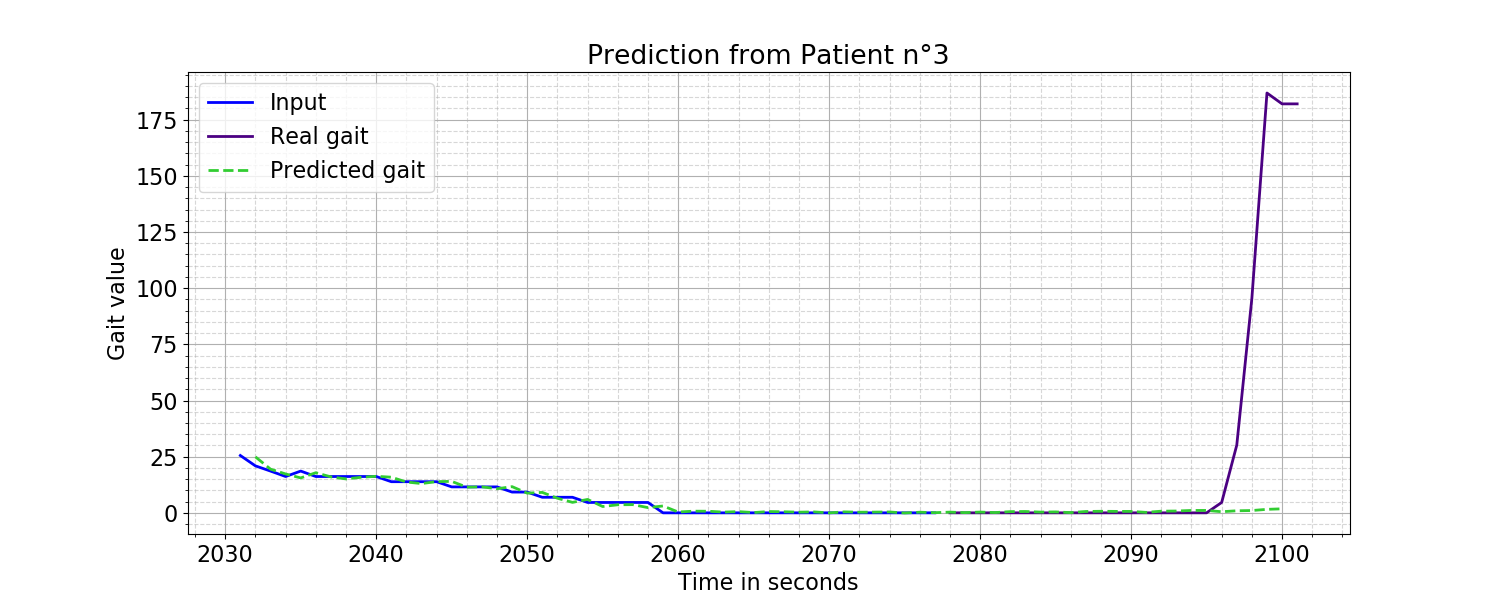 Prediction from Patient n°3
Input
Real gait
Predicted gait
Gait value
175
150
125
100
75
50
25
0
2030 2040 2050 2060 2070 2080 2090 2100
Time in seconds